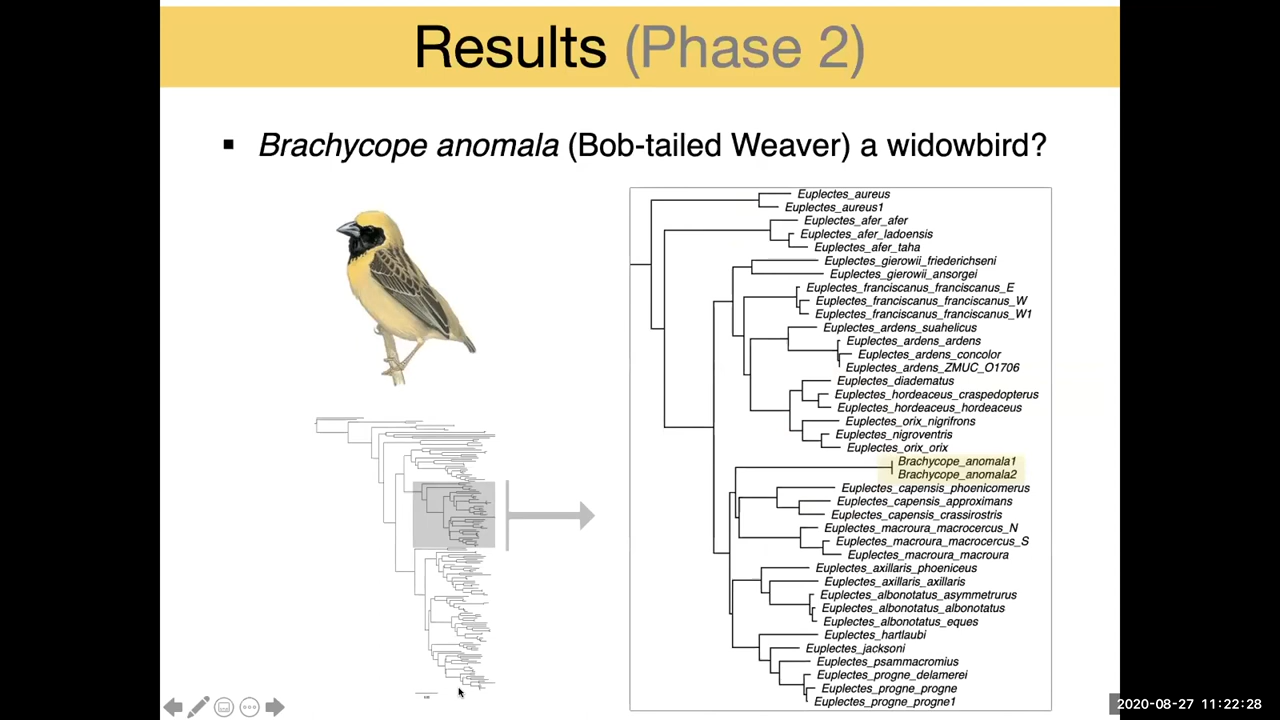 Results (Phase 2)
▪ Brachycope anomala (Bob-tailed Weaver) a widowbird?
Euplectes_aureus
Euplectes_aureus1
Euplectes_afer_afer
Euplectes_afer_ladoensis
Euplectes_afer_taha
Euplectes_gierowii_friederichseni
Euplectes_gierowii_ansorgei
Euplectes_franciscanus_franciscanus_E
Euplectes_franciscanus_franciscanus_W
Euplectes_franciscanus_franciscanus_W1
Euplectes_ardens_suahelicus
Euplectes_ardens_ardens
Euplectes_ardens_concolor
Euplectes_ardens_ZMUC_O1706
Euplectes_diadematus
Euplectes_hordeaceus_craspedopterus
Euplectes_hordeaceus_hordeaceus
Euplectes_orix_nigrifrons
Euplectes_nigroventris
Euplectes_orix_orix
Brachycope_anomala1
Brachycope_anomala2
Euplectes_capensis_phoenicomerus
Euplectes_capensis_approximans
Euplectes_capensis_crassirostris
Euplectes_macroura_macrocercus_N
Euplectes_macroura_macrocercus_S
Euplectes_macroura_macroura
Euplectes_axillaris_phoeniceus
Euplectes_axillaris_axillaris
Euplectes_albonotatus_asymmetrurus
Euplectes_albonotatus_albonotatus
Euplectes_albonotatus_eques
Euplectes_hartlaubi
Euplectes_jacksoni
Euplectes_psammacromius
Euplectes_progne_delamerei
Euplectes_progne_progne
Euplectes_progne_progne1
2020-08-27 11:22:28